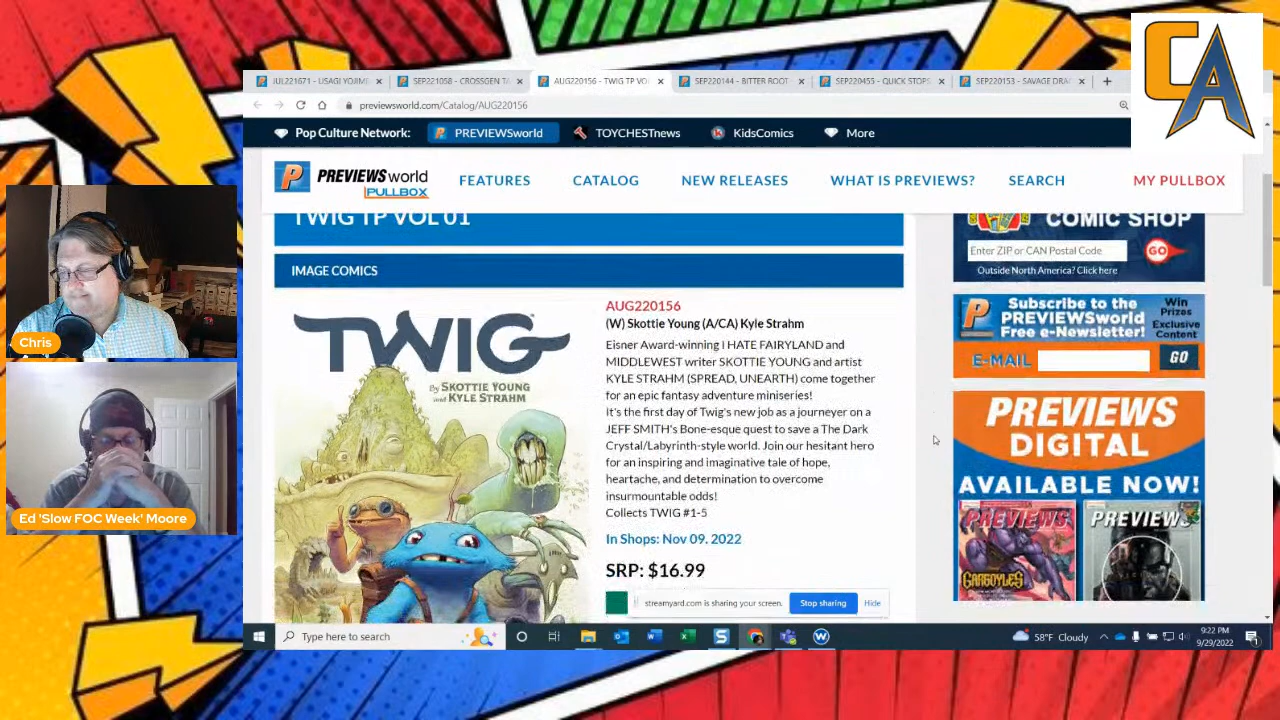 CA
JUL221671 - USAGI YOJIM
SEP221058 - CROSSGEN TA
AUG220156 - TWIG TP VO
SEP220144 - BITTER ROOT
SEP220455 - QUICK STOPS
SEP220153 - SAVAGE DRA
previewsworld.com/Catalog/AUG220156
Pop Culture Network:
PREVIEWSworld
TOYCHESTnews
KidsComics
More
PREVIEWSworld
PULLBOX
FEATURES
CATALOG
NEW RELEASES
WHAT IS PREVIEWS?
SEARCH
MY PULLBOX
TWIG TP VOL 01
IMAGE COMICS
TWIG
By SKOTTIE YOUNG
and KYLE STRAHM
AUG220156
(W) Skottie Young (A/CA) Kyle Strahm
Eisner Award-winning I HATE FAIRYLAND and
MIDDLEWEST writer SKOTTIE YOUNG and artist
KYLE STRAHM (SPREAD, UNEARTH) come together
for an epic fantasy adventure miniseries!
It's the first day of Twig's new job as a journeyer on a
JEFF SMITH's Bone-esque quest to save a The Dark
Crystal/Labyrinth-style world. Join our hesitant hero
for an inspiring and imaginative tale of hope,
heartache, and determination to overcome
insurmountable odds!
Collects TWIG #1-5
In Shops: Nov 09, 2022
SRP: $16.99
COMIC SHOP
Enter ZIP or CAN Postal Code
GO
Outside North America? Click here
Subscribe to the
PREVIEWSworld
Free e-Newsletter!
Win
Prizes
Exclusive
Content
E-MAIL
GO
PREVIEWS
DIGITAL
AVAILABLE NOW!
PREVIEWS
GARGOYLES
PREVIEWS
streamyard.com is sharing your screen.
Stop sharing
Hide
Type here to search
58°F Cloudy
9:22 PM
9/29/2022
Chris
Ed 'Slow FOC Week' Moore